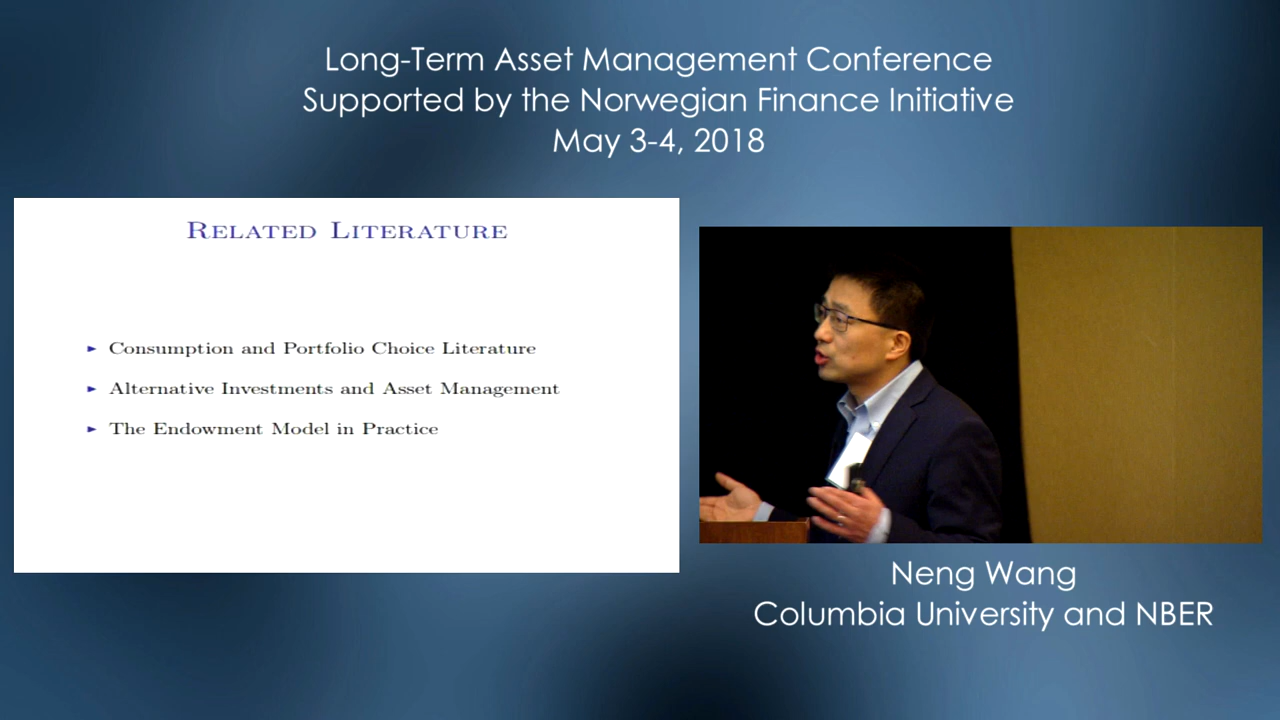 Long-Term Asset Management Conference
Supported by the Norwegian Finance Initiative
May 3-4, 2018
Related Literature
Consumption and Portfolio Choice Literature
Alternative Investments and Asset Management
The Endowment Model in Practice
Neng Wang
Columbia University and NBER